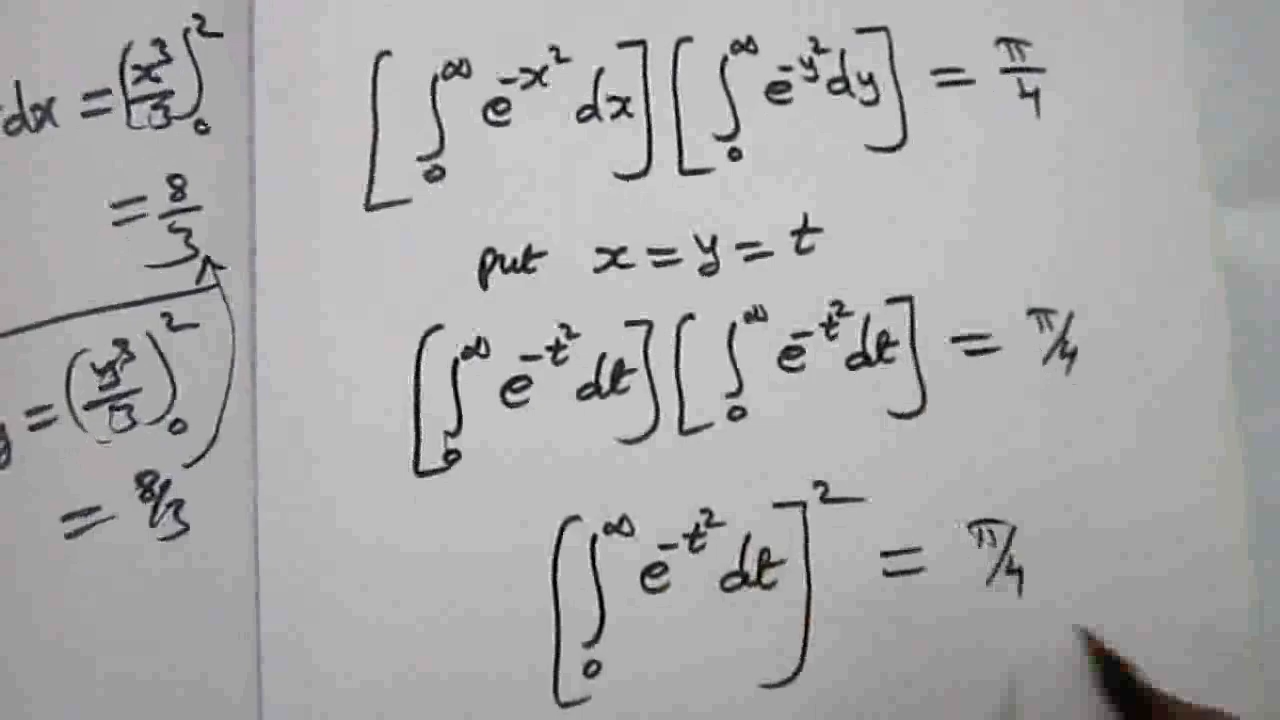 dx = (x³/3)₀²
= 8/3
= (y³/3)₀²
= 8/3
[∫₀^∞ e^(-x²) dx] [∫₀^∞ e^(-y²) dy] = π/4
put x = y = t
[∫₀^∞ e^(-t²) dt] [∫₀^∞ e^(-t²) dt] = π/4
[∫₀^∞ e^(-t²) dt]² = π/4